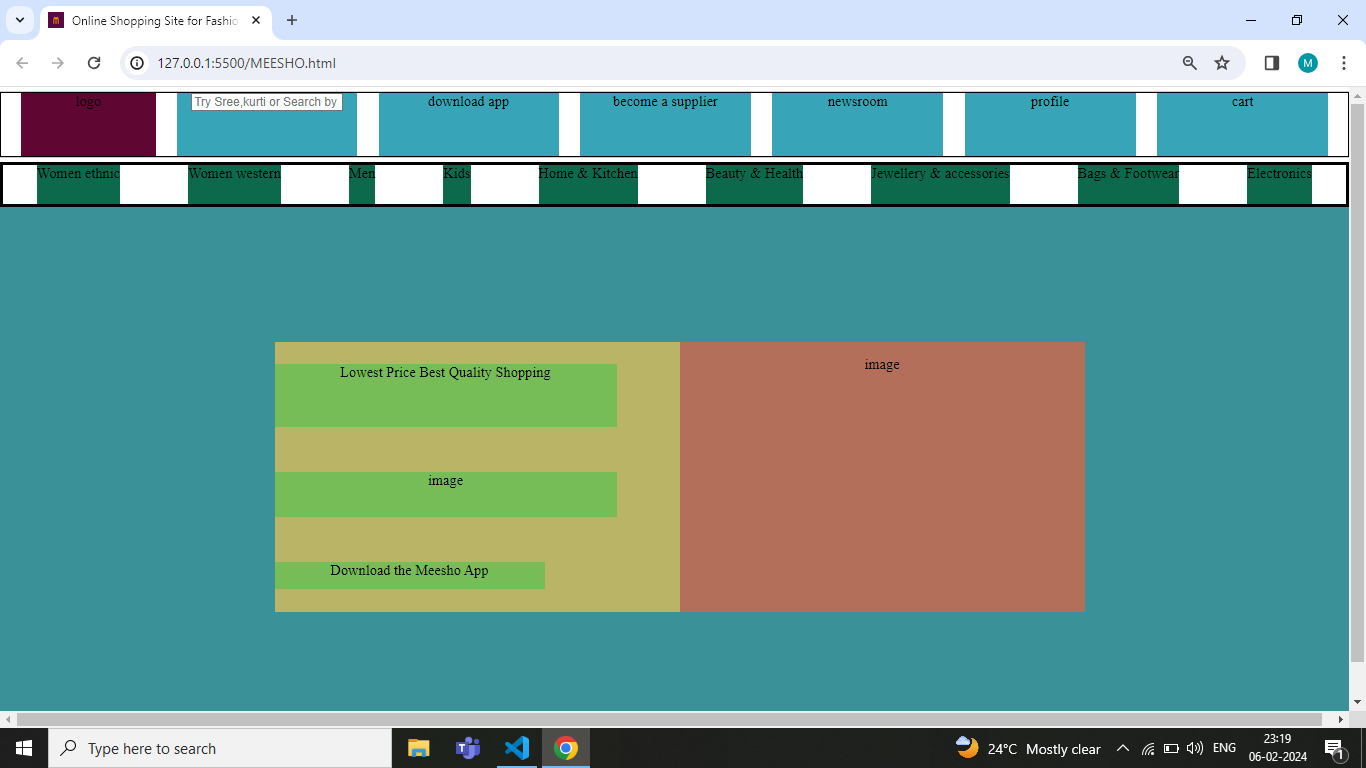 Online Shopping Site for Fashio
127.0.0.1:5500/MEESHO.html
M
logo
Try Sree,kurti or Search by
download app
become a supplier
newsroom
profile
cart
Women ethnic
Women western
Men
Kids
Home & Kitchen
Beauty & Health
Jewellery & accessories
Bags & Footwear
Electronics
Lowest Price Best Quality Shopping
image
Download the Meesho App
image
Type here to search
24°C Mostly clear
ENG
23:19
06-02-2024
1